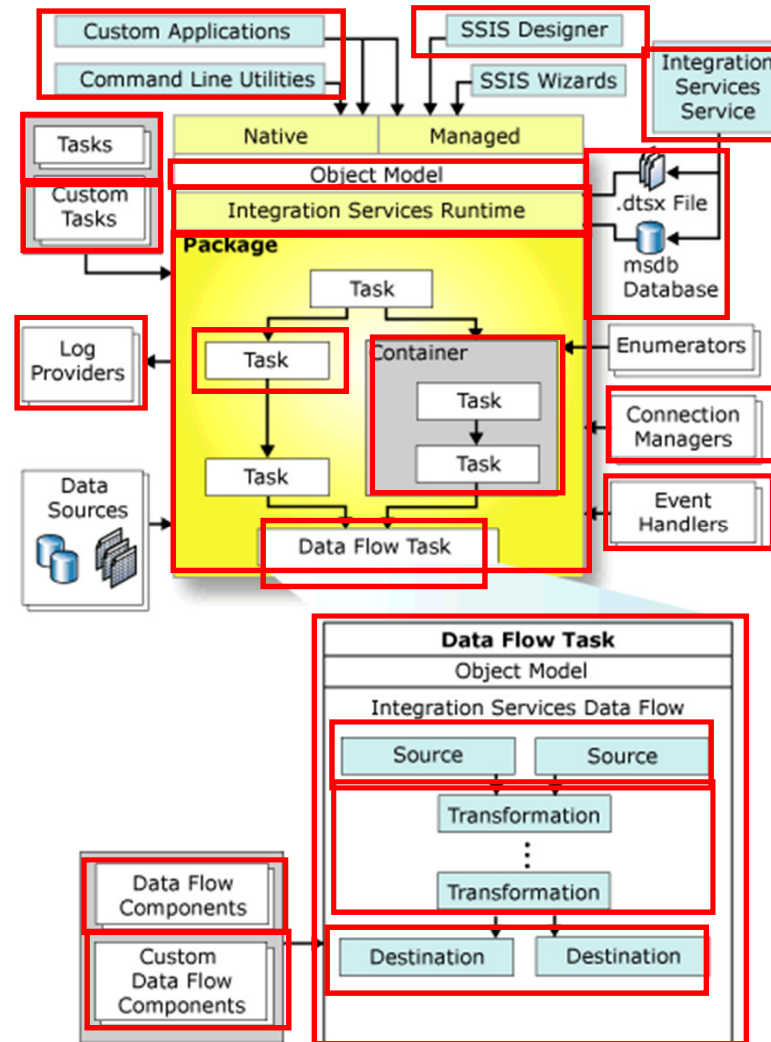 Custom Applications
SSIS Designer
Command Line Utilities
SSIS Wizards
Integration
Services
Service
Native
Managed
Tasks
Object Model
Custom
Tasks
Integration Services Runtime
.dtsx File
msdb
Database
Package
Task
Log
Providers
Task
Container
Enumerators
Task
Connection
Managers
Task
Task
Data
Sources
Event
Handlers
Data Flow Task
Data Flow Task
Object Model
Integration Services Data Flow
Source
Source
Transformation
Transformation
Data Flow
Components
Destination
Destination
Custom
Data Flow
Components